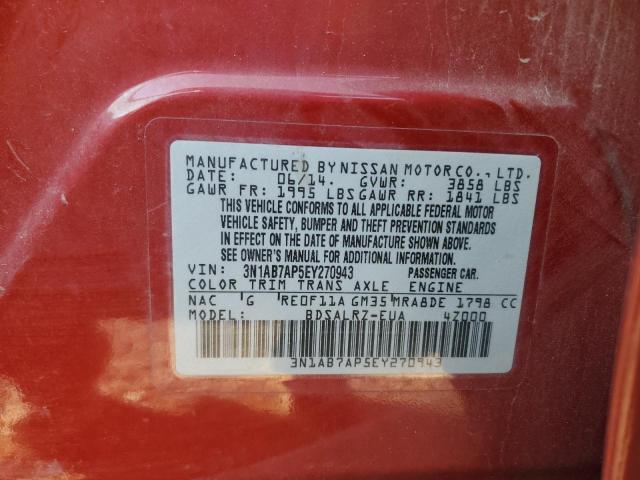 MANUFACTURED BY NISSAN MOTOR CO., LTD.
DATE: 06/14. GVWR: 3858 LBS
GAWR FR: 1995 LBS GAWR RR: 1841 LBS
THIS VEHICLE CONFORMS TO ALL APPLICABLE FEDERAL MOTOR
VEHICLE SAFETY, BUMPER AND THEFT PREVENTION STANDARDS
IN EFFECT ON THE DATE OF MANUFACTURE SHOWN ABOVE.
SEE OWNER'S MANUAL FOR ADDITIONAL INFORMATION.
VIN: 3N1AB7AP5EY270943 PASSENGER CAR.
COLOR TRIM TRANS AXLE ENGINE
NAC 'G 'RE0F11A GM35 MRA8DE 1798 CC
MODEL: BDSALRZ-EUA 4Z000
3N1AB7AP5EY270943